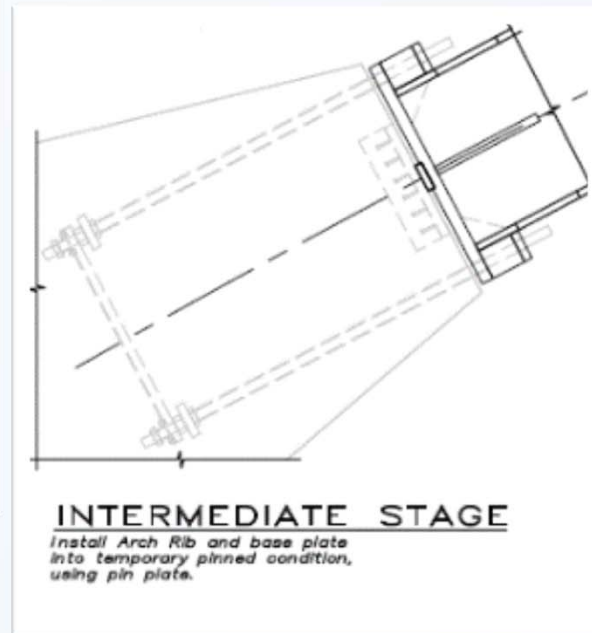 INTERMEDIATE STAGE
Install Arch Rib and base plate
into temporary pinned condition,
using pin plate.